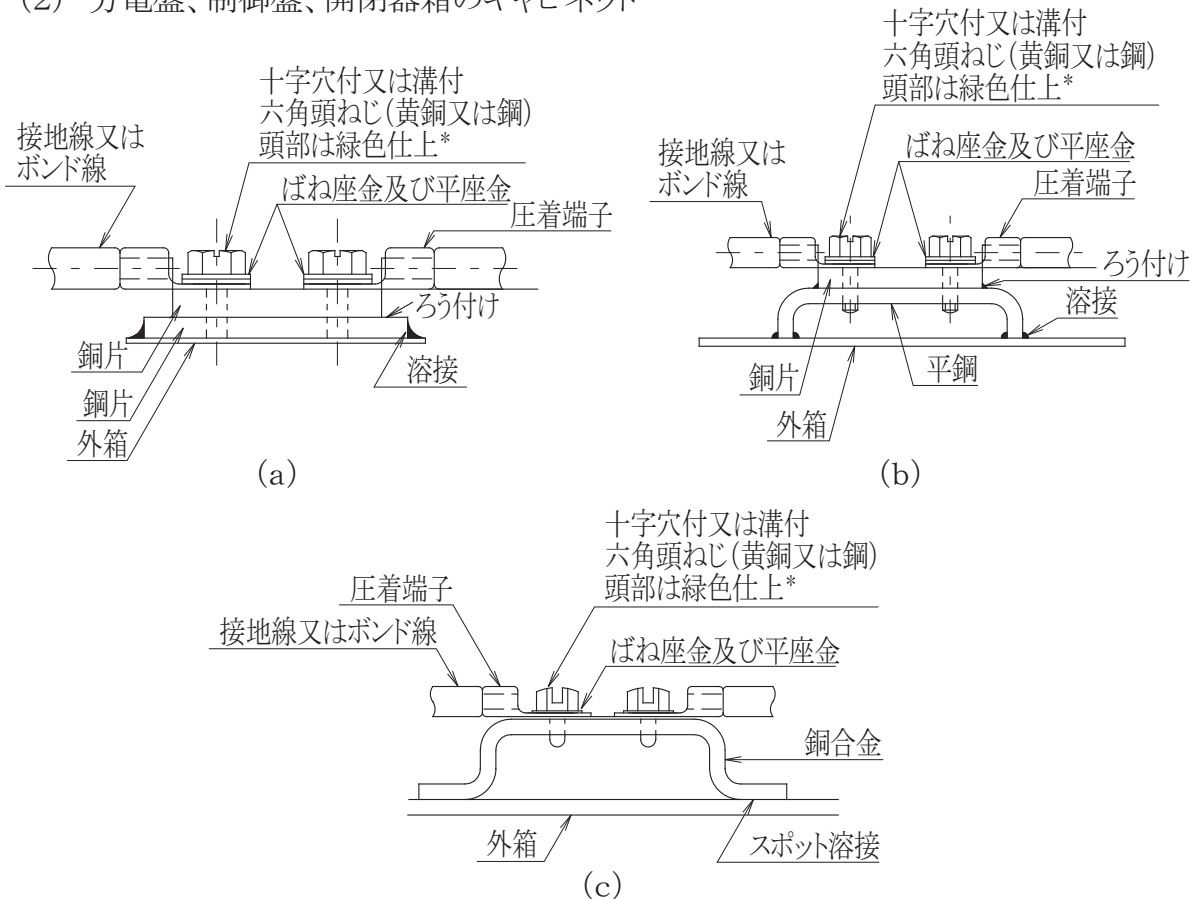 (2) 分電盤、制御盤、開閉器箱のキャビネット
十字穴付又は溝付
六角頭ねじ(黄銅又は鋼)
頭部は緑色仕上*
接地線又は
ボンド線
ばね座金及び平座金
圧着端子
ろう付け
銅片
溶接
鋼片
外箱
(a)
十字穴付又は溝付
六角頭ねじ(黄銅又は鋼)
頭部は緑色仕上*
接地線又は
ボンド線
ばね座金及び平座金
圧着端子
ろう付け
溶接
銅片
平鋼
外箱
(b)
十字穴付又は溝付
六角頭ねじ(黄銅又は鋼)
頭部は緑色仕上*
圧着端子
接地線又はボンド線
ばね座金及び平座金
銅合金
外箱
スポット溶接
(c)